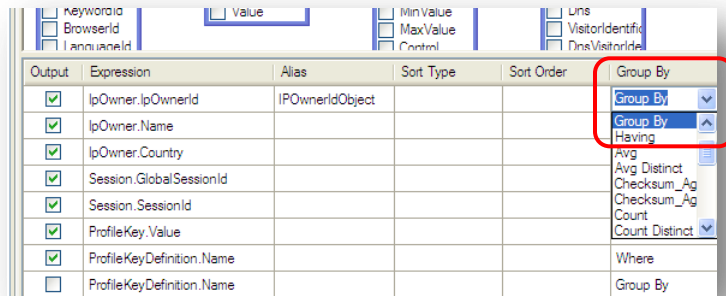 KeywordId
BrowserId
LanguageId
Value
MinValue
MaxValue
Control
Dns
VisitorIdentific
DnsVisitorIde
Output Expression Alias Sort Type Sort Order Group By
IpOwner.IpOwnerId IPOwnerIdObject Group By
IpOwner.Name
IpOwner.Country
Session.GlobalSessionId
Session.SessionId
ProfileKey.Value
Group By
Having
Avg
Avg Distinct
Checksum_Ag
Checksum_Ag
Count
Count Distinct
ProfileKeyDefinition.Name Where
ProfileKeyDefinition.Name Group By